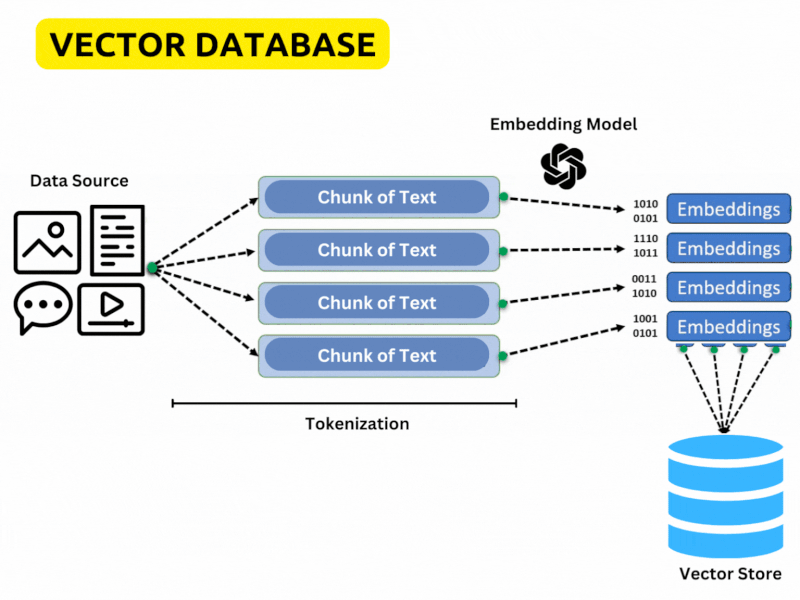 VECTOR DATABASE
Embedding Model
Data Source
Chunk of Text
1010
0101
Embeddings
Chunk of Text
1110
1011
Embeddings
Chunk of Text
0011
1010
Embeddings
Chunk of Text
1001
0101
Embeddings
Tokenization
Vector Store